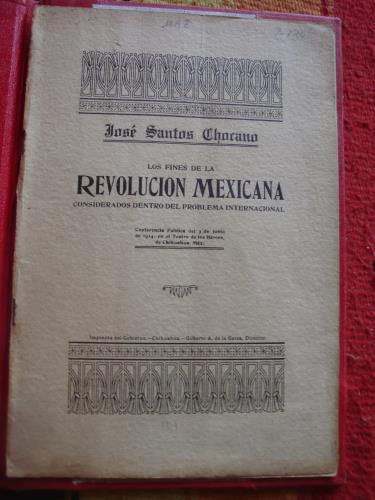 José Santos Chocano
LOS FINES DE LA
REVOLUCION MEXICANA
CONSIDERADOS DENTRO DEL PROBLEMA INTERNACIONAL
Conferencia Pública del 3 de Junio
de 1914, en el Teatro de los Héroes,
de Chihuahua, Méx.
Imprenta del Gobierno.—Chihuahua.—Gilberto A. de la Garza, Director.